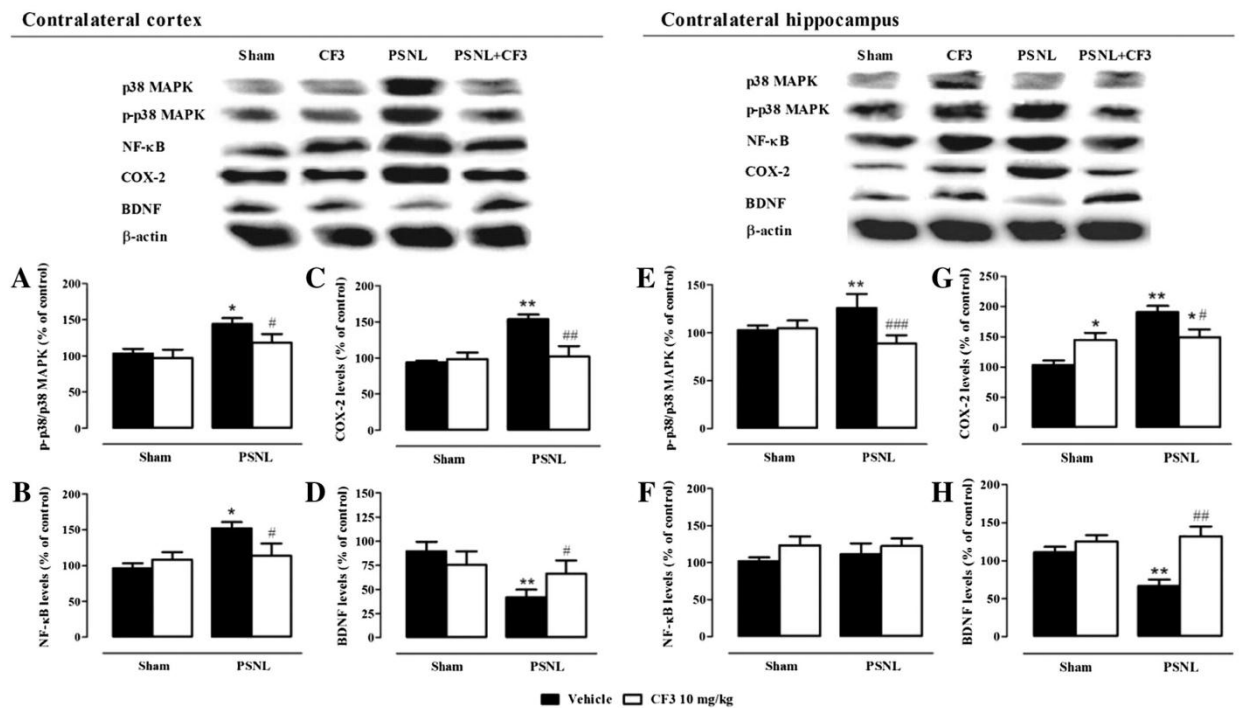 Contralateral cortex
Sham CF3 PSNL PSNL+CF3
p38 MAPK
p-p38 MAPK
NF-κB
COX-2
BDNF
β-actin
A
p-p38/p38 MAPK (% of control)
200
150
100
50
0
*
#
Sham PSNL
C
COX-2 levels (% of control)
200
150
100
50
0
**
##
Sham PSNL
B
NF-κB levels (% of control)
200
150
100
50
0
*
#
Sham PSNL
D
BDNF levels (% of control)
150
125
100
75
50
25
0
**
#
Sham PSNL
Contralateral hippocampus
Sham CF3 PSNL PSNL+CF3
p38 MAPK
p-p38 MAPK
NF-κB
COX-2
BDNF
β-actin
E
p-p38/p38 MAPK (% of control)
150
100
50
0
**
###
Sham PSNL
G
COX-2 levels (% of control)
250
200
150
100
50
0
*
**
* #
Sham PSNL
F
NF-κB levels (% of control)
200
150
100
50
0
Sham PSNL
H
BDNF levels (% of control)
200
150
100
50
0
**
##
Sham PSNL
Vehicle CF3 10 mg/kg